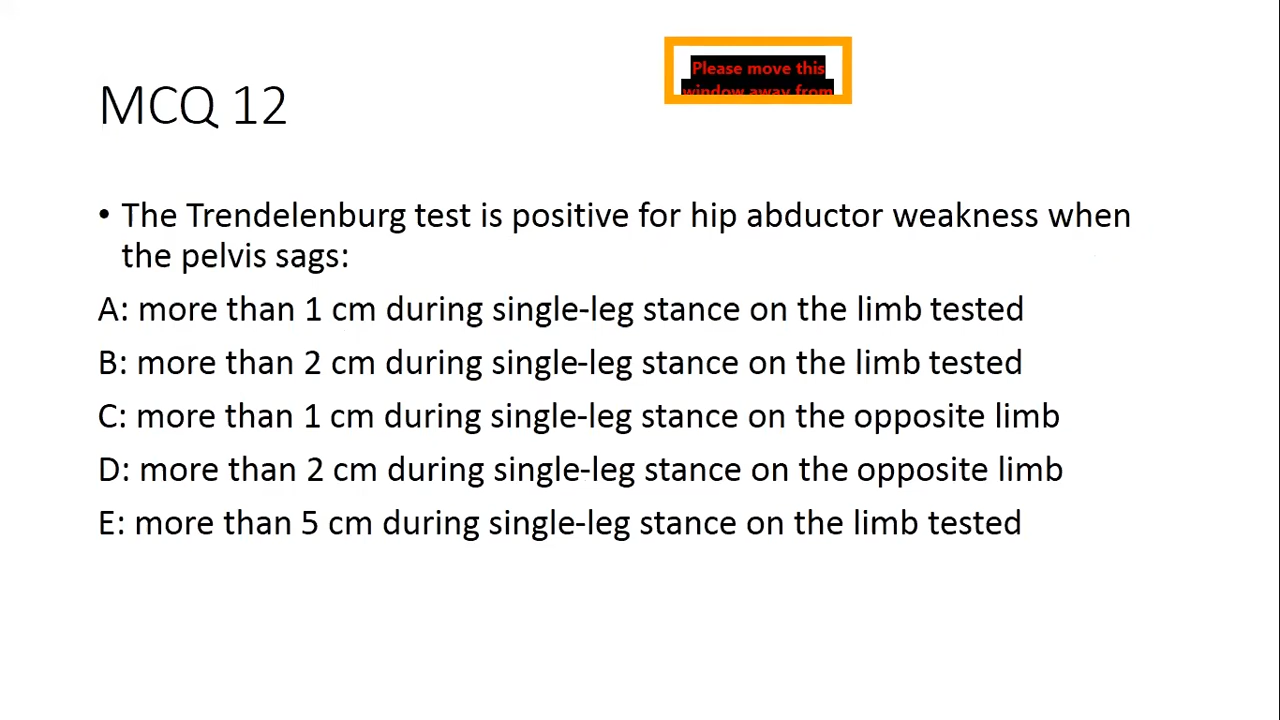 Please move this
window away from
MCQ 12
• The Trendelenburg test is positive for hip abductor weakness when
the pelvis sags:
A: more than 1 cm during single-leg stance on the limb tested
B: more than 2 cm during single-leg stance on the limb tested
C: more than 1 cm during single-leg stance on the opposite limb
D: more than 2 cm during single-leg stance on the opposite limb
E: more than 5 cm during single-leg stance on the limb tested